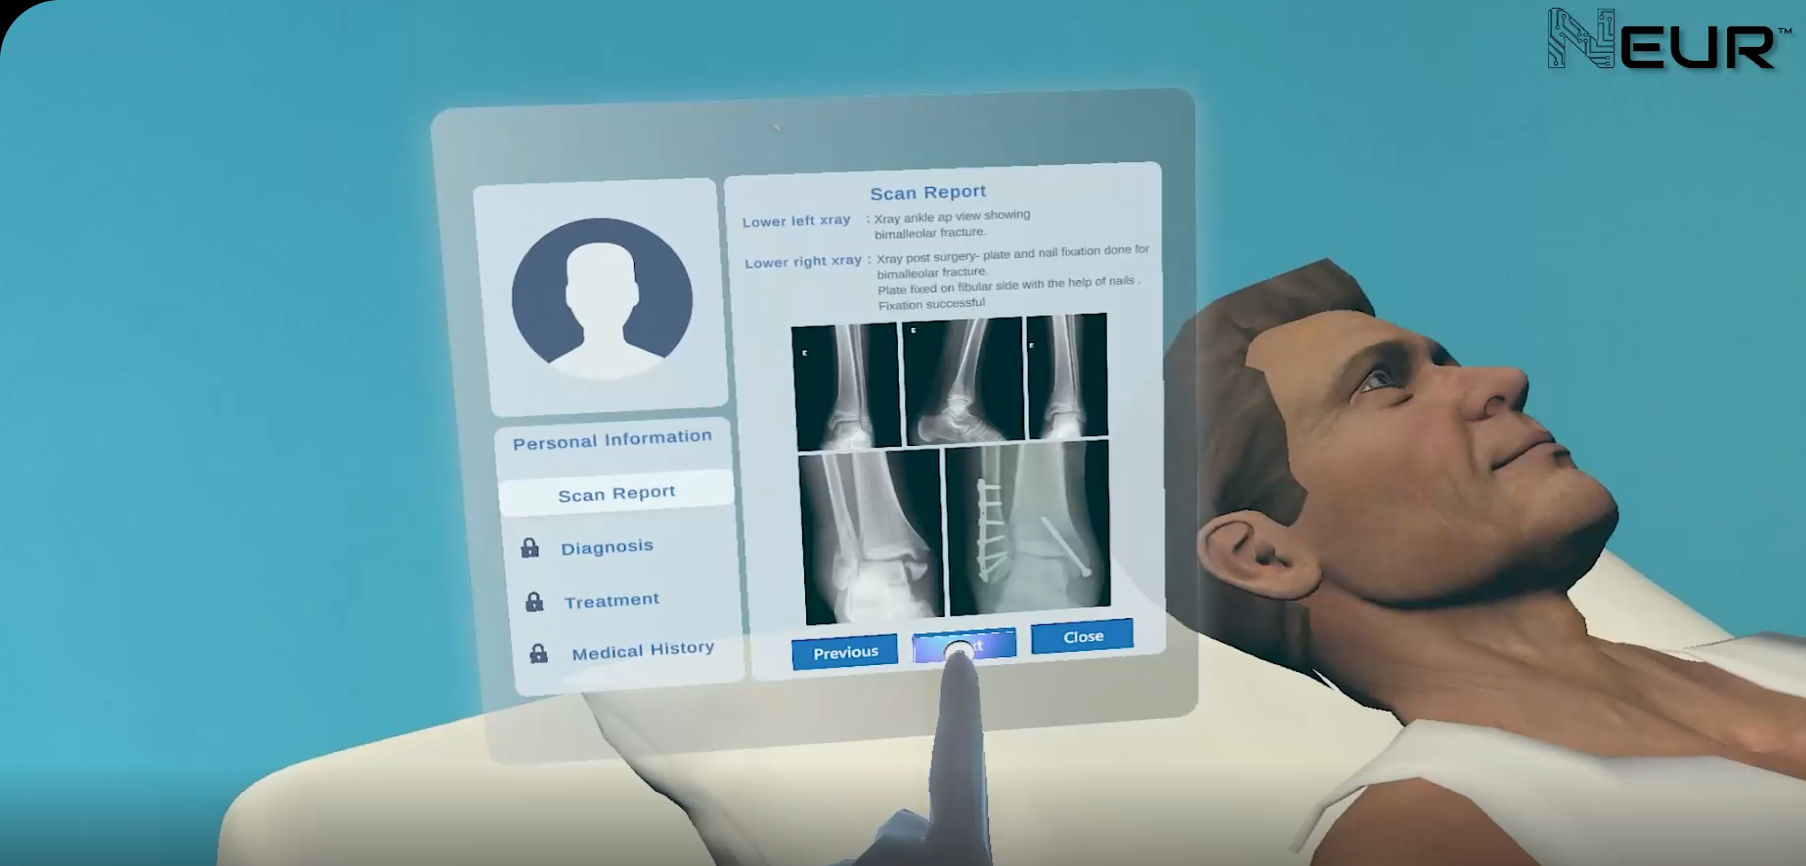 NEUR™
Scan Report
Lower left xray : Xray ankle ap view showing
bimalleolar fracture.
Lower right xray : Xray post surgery- plate and nail fixation done for
bimalleolar fracture.
Plate fixed on fibular side with the help of nails .
Fixation successful
E
E
E
Personal Information
Scan Report
Diagnosis
Treatment
Medical History
Previous
Close